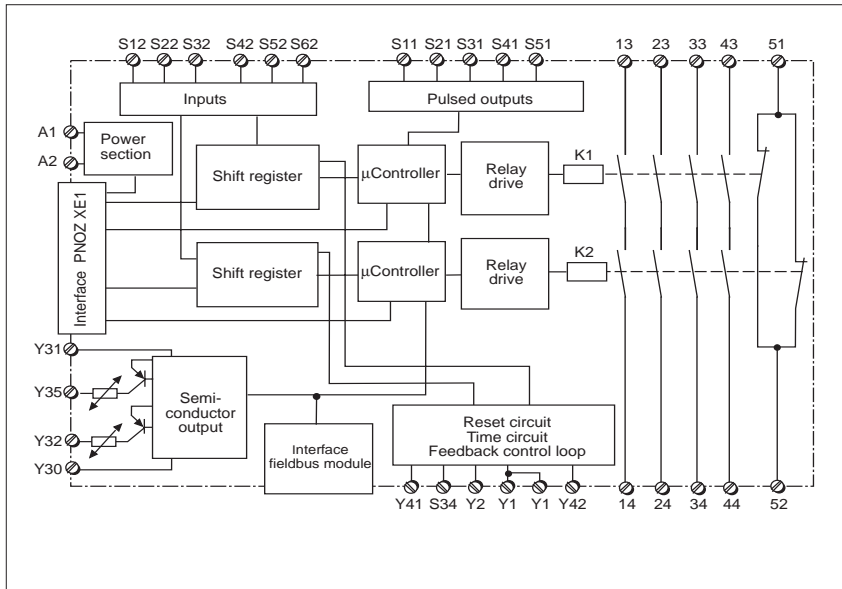 S12 S22 S32 S42 S52 S62 S11 S21 S31 S41 S51 13 23 33 43 51
Inputs
Pulsed outputs
A1
A2
Power
section
Shift register
µController
Relay
drive
K1
Interface PNOZ XE1
Shift register
µController
Relay
drive
K2
Y31
Y35
Y32
Y30
Semi-
conductor
output
Interface
fieldbus module
Reset circuit
Time circuit
Feedback control loop
Y41 S34 Y2 Y1 Y1 Y42 14 24 34 44 52